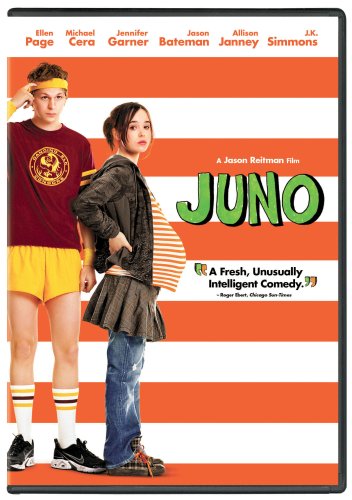 Ellen Michael Jennifer Jason Allison J.K.
Page Cera Garner Bateman Janney Simmons
A Jason Reitman Film
JUNO
"A Fresh, Unusually
Intelligent Comedy."
~ Roger Ebert, Chicago Sun-Times